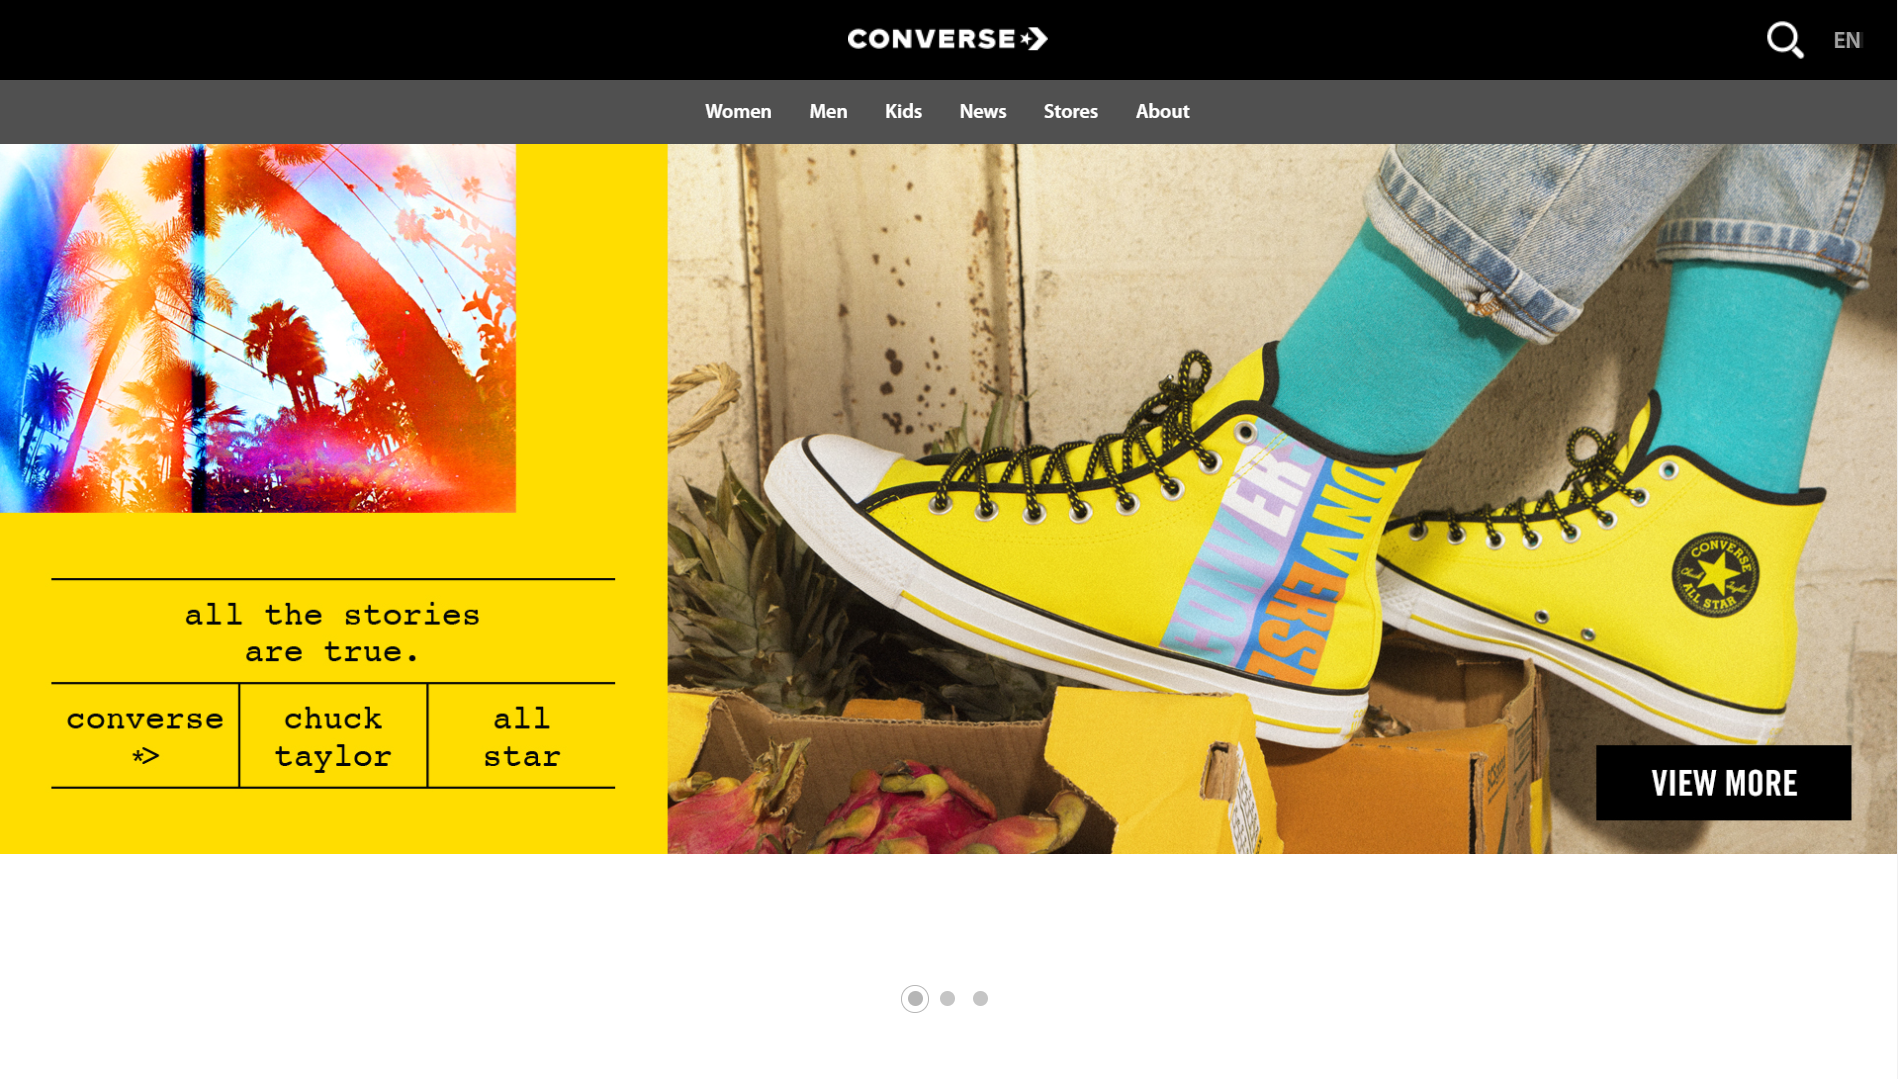 CONVERSE
EN
Women Men Kids News Stores About
all the stories
are true.
converse
*>
chuck
taylor
all
star
CONVERSE
CONVERSE
CONVERSE
ALL STAR
VIEW MORE